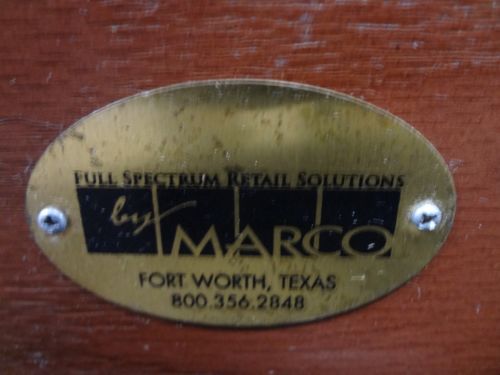 FULL SPECTRUM RETAIL SOLUTIONS
by
MARCO
FORT WORTH, TEXAS
800.356.2848